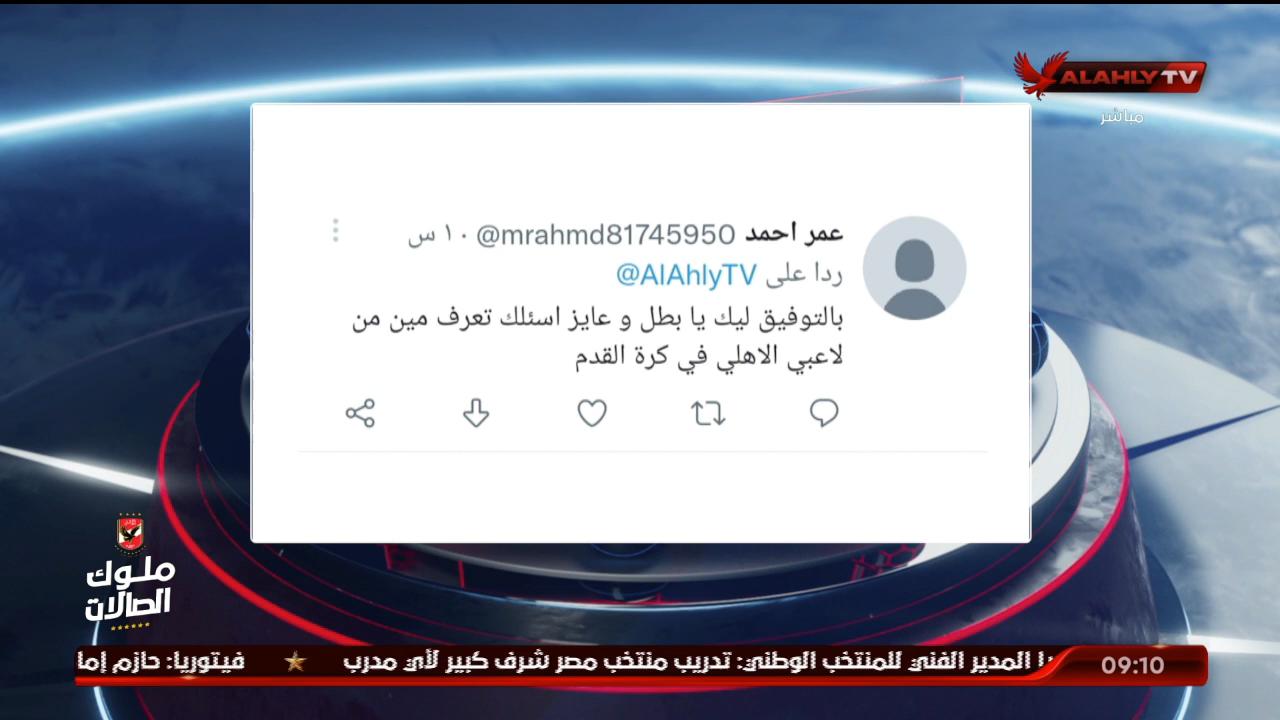 ALAHLY TV
مباشر
عمر احمد @mrahmd81745950 ١٠ س
ردا على @AlAhlyTV
بالتوفيق ليك يا بطل و عايز اسئلك تعرف مين من
لاعبي الاهلي في كرة القدم
ملوك
الصالات
را المدير الفني للمنتخب الوطني: تدريب منتخب مصر شرف كبير لأي مدرب
فيتوريا: حازم إما
09:10